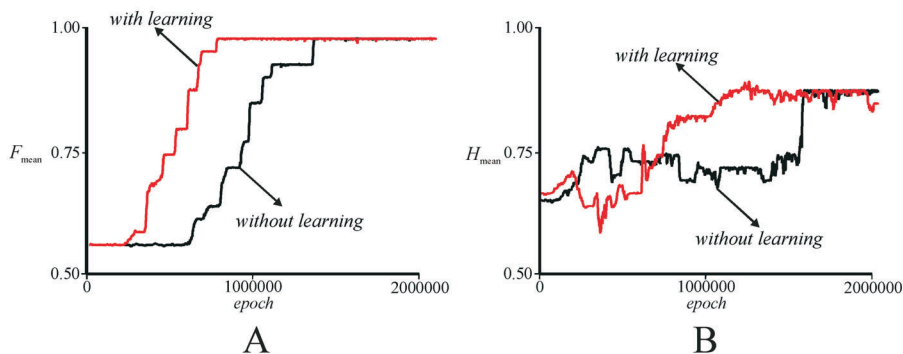 1.00
with learning
0.75
F mean
without learning
0.50
0
1000000
2000000
epoch
A
1.00
with learning
0.75
H mean
without learning
0.50
0
1000000
2000000
epoch
B